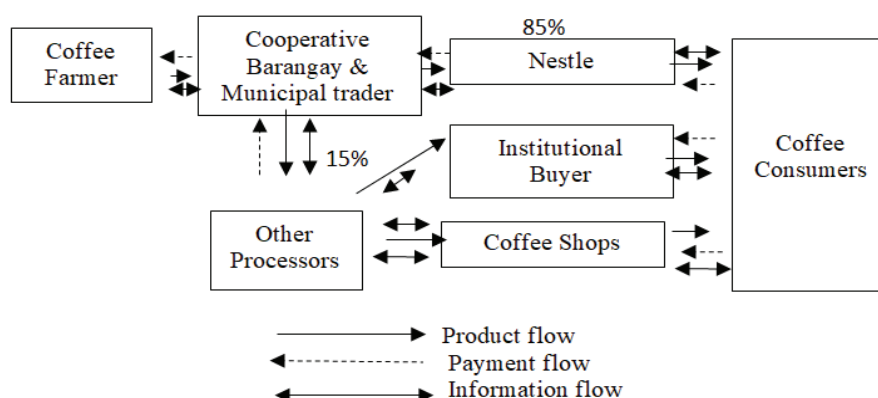 85%
Coffee
Farmer
Cooperative
Barangay &
Municipal trader
Nestle
15%
Institutional
Buyer
Coffee
Consumers
Other
Processors
Coffee Shops
Product flow
Payment flow
Information flow